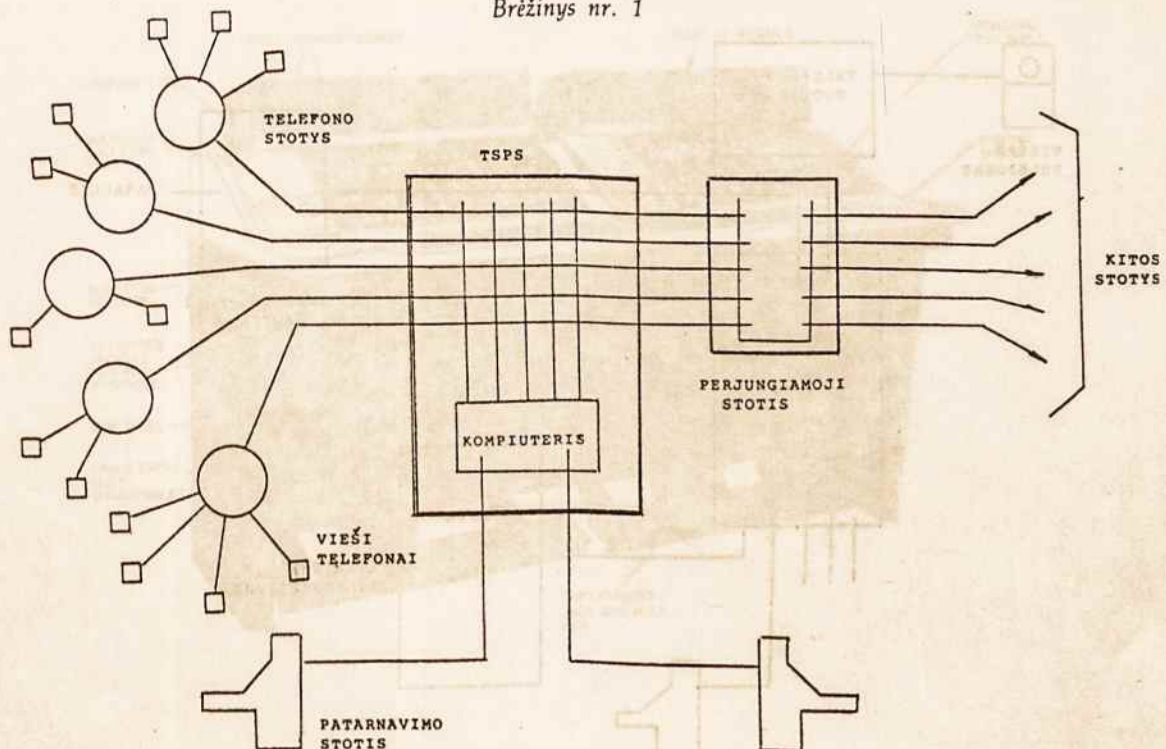 Brėžinys nr. 1
TELEFONO
STOTYS
TSPS
KITOS
STOTYS
PERJUNGIAMOJI
STOTIS
KOMPIUTERIS
VIEŠI
TELEFONAI
PATARNAVIMO
STOTIS